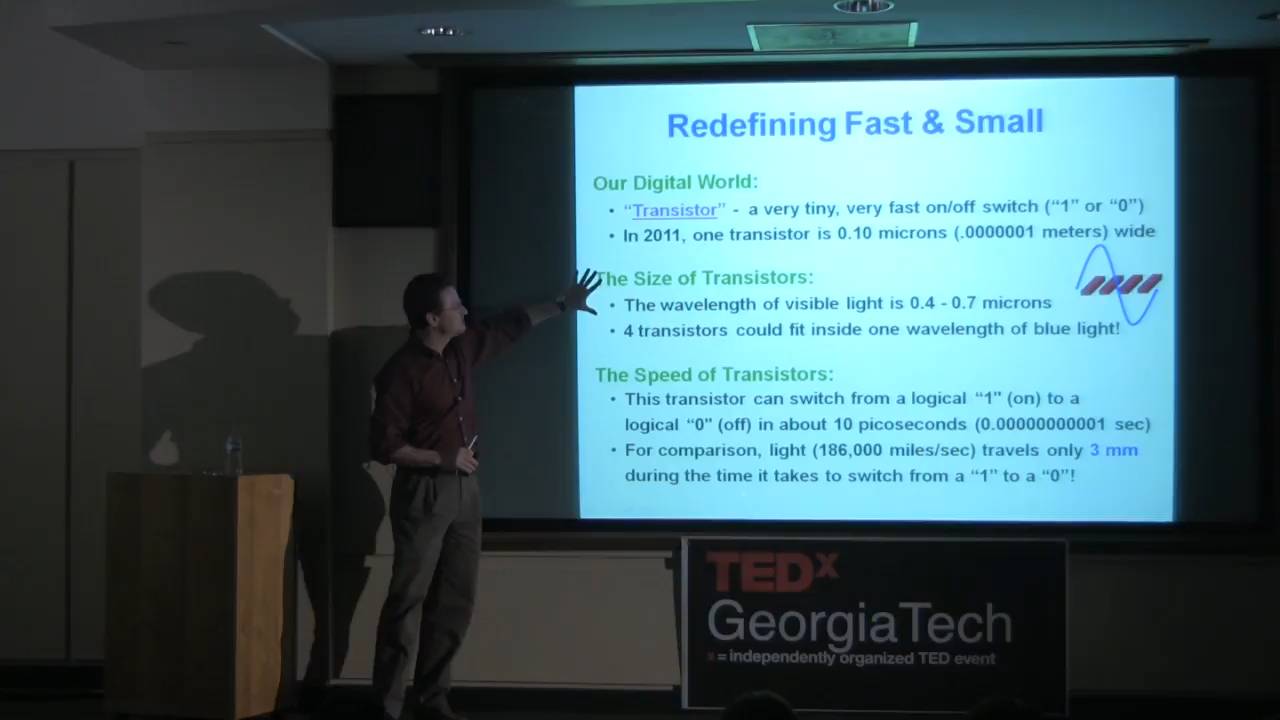 Redefining Fast & Small
Our Digital World:
• “Transistor” - a very tiny, very fast on/off switch (“1” or “0”)
• In 2011, one transistor is 0.10 microns (.0000001 meters) wide
The Size of Transistors:
• The wavelength of visible light is 0.4 - 0.7 microns
• 4 transistors could fit inside one wavelength of blue light!
The Speed of Transistors:
• This transistor can switch from a logical “1” (on) to a
logical “0” (off) in about 10 picoseconds (0.00000000001 sec)
• For comparison, light (186,000 miles/sec) travels only 3 mm
during the time it takes to switch from a “1” to a “0”!
TEDx
GeorgiaTech
x = independently organized TED event